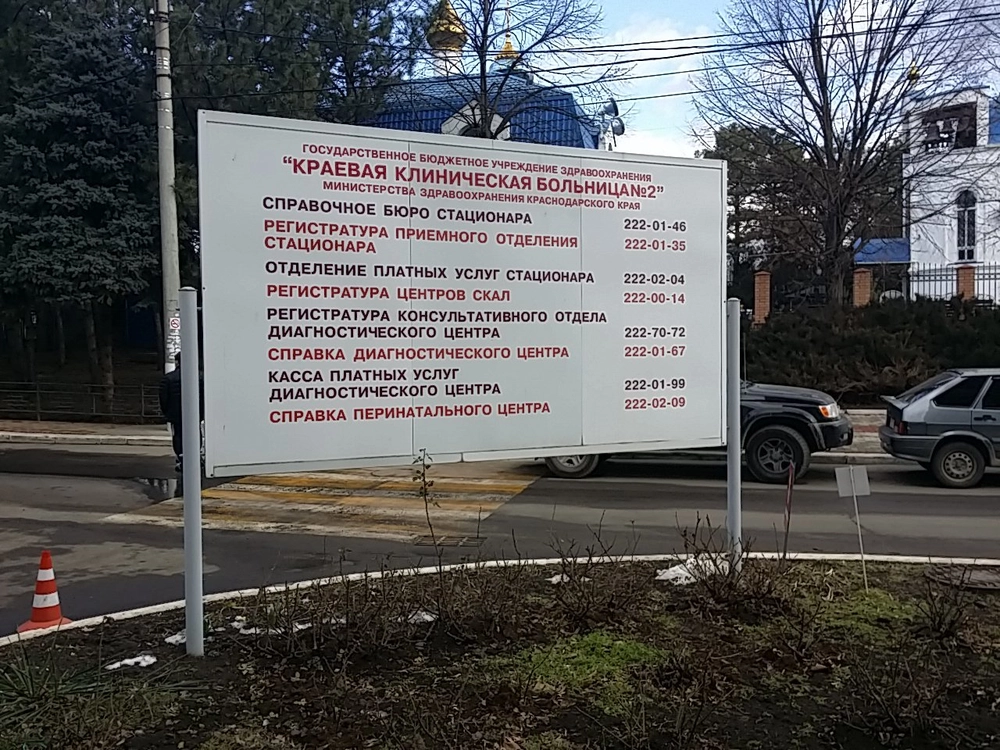 ГОСУДАРСТВЕННОЕ БЮДЖЕТНОЕ УЧРЕЖДЕНИЕ ЗДРАВООХРАНЕНИЯ
"КРАЕВАЯ КЛИНИЧЕСКАЯ БОЛЬНИЦА№2"
МИНИСТЕРСТВА ЗДРАВООХРАНЕНИЯ КРАСНОДАРСКОГО КРАЯ
СПРАВОЧНОЕ БЮРО СТАЦИОНАРА 222-01-46
РЕГИСТРАТУРА ПРИЕМНОГО ОТДЕЛЕНИЯ 222-01-35
СТАЦИОНАРА
ОТДЕЛЕНИЕ ПЛАТНЫХ УСЛУГ СТАЦИОНАРА 222-02-04
РЕГИСТРАТУРА ЦЕНТРОВ СКАЛ 222-00-14
РЕГИСТРАТУРА КОНСУЛЬТАТИВНОГО ОТДЕЛА
ДИАГНОСТИЧЕСКОГО ЦЕНТРА 222-70-72
СПРАВКА ДИАГНОСТИЧЕСКОГО ЦЕНТРА 222-01-67
КАССА ПЛАТНЫХ УСЛУГ
ДИАГНОСТИЧЕСКОГО ЦЕНТРА 222-01-99
СПРАВКА ПЕРИНАТАЛЬНОГО ЦЕНТРА 222-02-09